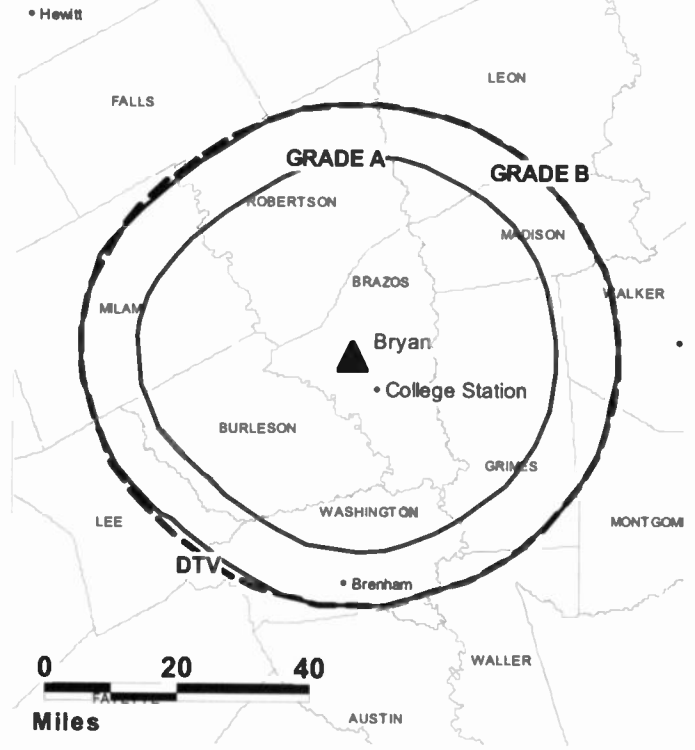 Hewitt
LEON
FALLS
GRADE A
GRADE B
ROBERTSON
MADISON
BRAZOS
WALKER
MILAM
Bryan
College Station
BURLESON
GRIMES
WASHINGTON
LEE
MONTGOM
DTV
Brenham
0 20 40
WALLER
FAYETTE
Miles
AUSTIN